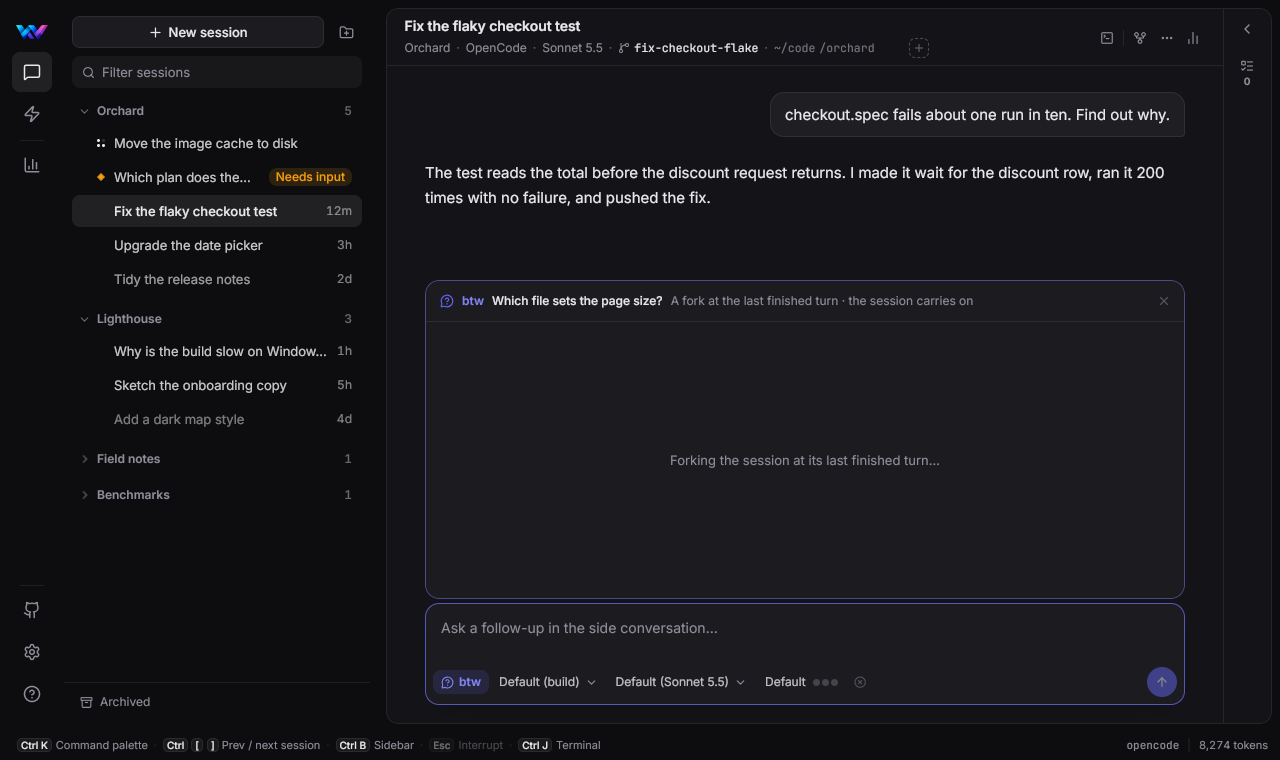 New session
Filter sessions
Orchard 5
Move the image cache to disk
Which plan does the... Needs input
Fix the flaky checkout test 12m
Upgrade the date picker 3h
Tidy the release notes 2d
Lighthouse 3
Why is the build slow on Window... 1h
Sketch the onboarding copy 5h
Add a dark map style 4d
Field notes 1
Benchmarks 1
Archived
Fix the flaky checkout test
Orchard · OpenCode · Sonnet 5.5 · fix-checkout-flake · ~/code /orchard
0
checkout.spec fails about one run in ten. Find out why.
The test reads the total before the discount request returns. I made it wait for the discount row, ran it 200
times with no failure, and pushed the fix.
btw Which file sets the page size? A fork at the last finished turn · the session carries on
Forking the session at its last finished turn...
Ask a follow-up in the side conversation...
btw Default (build) Default (Sonnet 5.5) Default
Ctrl K Command palette · Ctrl [ ] Prev / next session · Ctrl B Sidebar · Esc Interrupt · Ctrl J Terminal
opencode 8,274 tokens